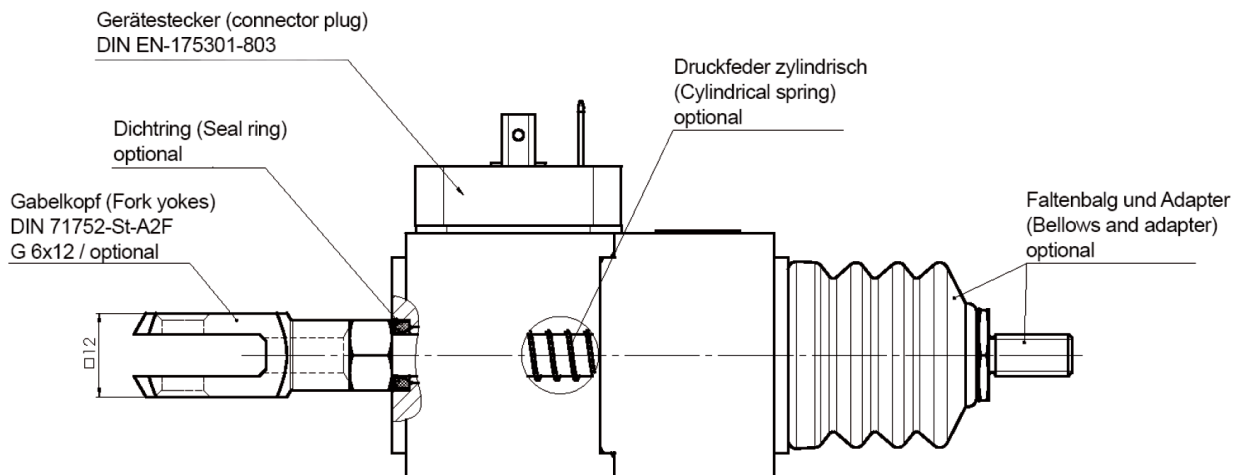 Gerätestecker (connector plug)
DIN EN-175301-803
Druckfeder zylindrisch
(Cylindrical spring)
optional
Dichtring (Seal ring)
optional
Gabelkopf (Fork yokes)
DIN 71752-St-A2F
G 6x12 / optional
Faltenbalg und Adapter
(Bellows and adapter)
optional
□12